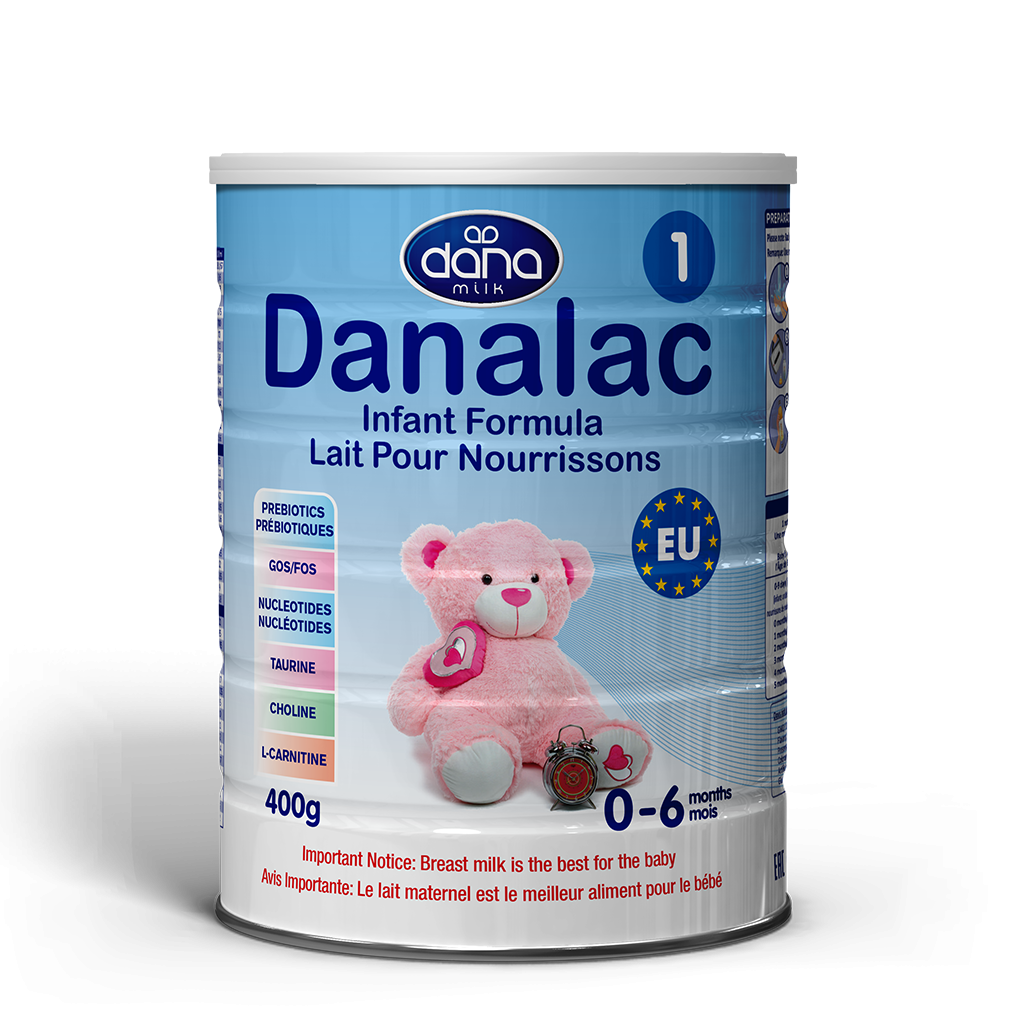 dana
milk
1
Danalac
Infant Formula
Lait Pour Nourrissons
PREBIOTICS
PRÉBIOTIQUES
GOS/FOS
NUCLEOTIDES
NUCLÉOTIDES
TAURINE
CHOLINE
L-CARNITINE
EU
400g
0-6 months
mois
Important Notice: Breast milk is the best for the baby
Avis Importante: Le lait maternel est le meilleur aliment pour le bébé